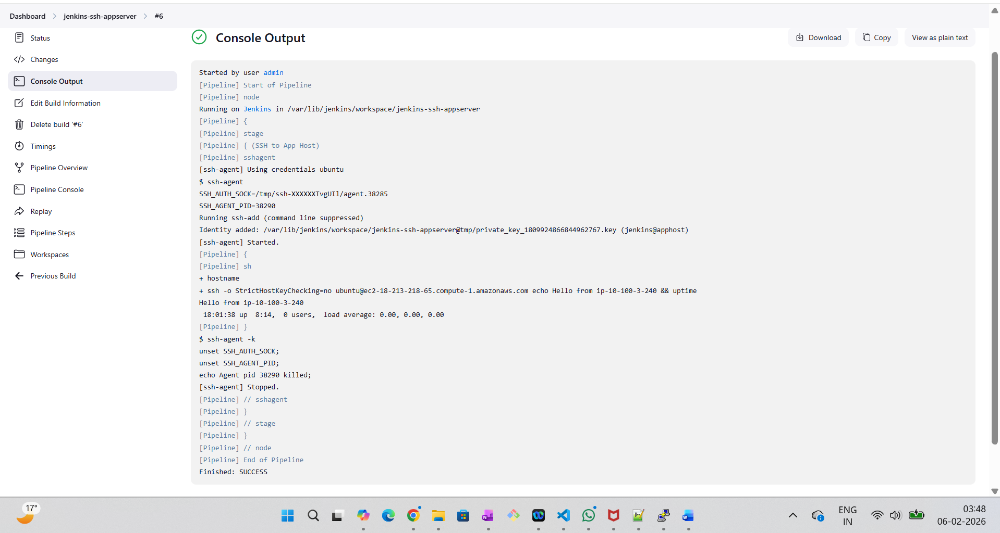 Dashboard > jenkins-ssh-appserver > #6
Status
Changes
Console Output
Edit Build Information
Delete build ‘#6’
Timings
Pipeline Overview
Pipeline Console
Replay
Pipeline Steps
Workspaces
Previous Build
Console Output
Download
Copy
View as plain text
Started by user admin
[Pipeline] Start of Pipeline
[Pipeline] node
Running on Jenkins in /var/lib/jenkins/workspace/jenkins-ssh-appserver
[Pipeline] {
[Pipeline] stage
[Pipeline] { (SSH to App Host)
[Pipeline] sshagent
[ssh-agent] Using credentials ubuntu
$ ssh-agent
SSH_AUTH_SOCK=/tmp/ssh-XXXXXXTvgUIl/agent.38285
SSH_AGENT_PID=38290
Running ssh-add (command line suppressed)
Identity added: /var/lib/jenkins/workspace/jenkins-ssh-appserver@tmp/private_key_1809924866844962767.key (jenkins@apphost)
[ssh-agent] Started.
[Pipeline] {
[Pipeline] sh
+ hostname
+ ssh -o StrictHostKeyChecking=no ubuntu@ec2-18-213-218-65.compute-1.amazonaws.com echo Hello from ip-10-100-3-240 && uptime
Hello from ip-10-100-3-240
 18:01:38 up  8:14,  0 users,  load average: 0.00, 0.00, 0.00
[Pipeline] }
$ ssh-agent -k
unset SSH_AUTH_SOCK;
unset SSH_AGENT_PID;
echo Agent pid 38290 killed;
[ssh-agent] Stopped.
[Pipeline] // sshagent
[Pipeline] }
[Pipeline] // stage
[Pipeline] }
[Pipeline] // node
[Pipeline] End of Pipeline
Finished: SUCCESS
17°
ENG
IN
03:48
06-02-2026